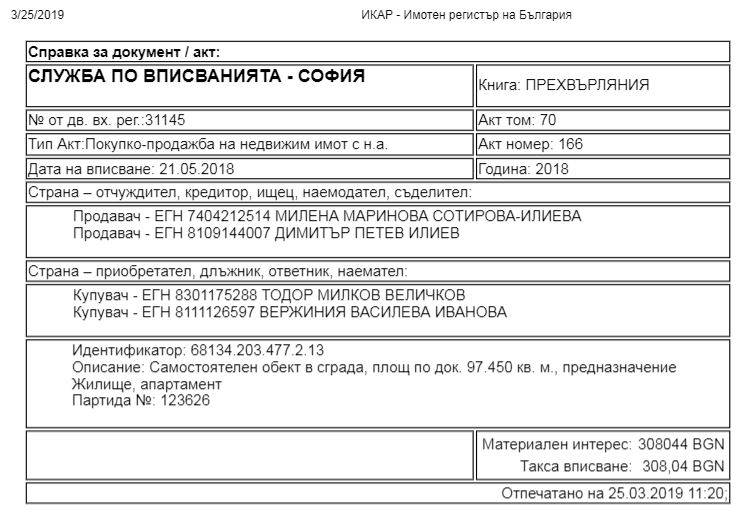 3/25/2019 ИКАР - Имотен регистър на България
Справка за документ / акт:
СЛУЖБА ПО ВПИСВАНИЯТА - СОФИЯ
Книга: ПРЕХВЪРЛЯНИЯ
№ от дв. вх. рег.:31145
Акт том: 70
Тип Акт:Покупко-продажба на недвижим имот с н.а.
Акт номер: 166
Дата на вписване: 21.05.2018
Година: 2018
Страна – отчуждител, кредитор, ищец, наемодател, съделител:
Продавач - ЕГН 7404212514 МИЛЕНА МАРИНОВА СОТИРОВА-ИЛИЕВА
Продавач - ЕГН 8109144007 ДИМИТЪР ПЕТЕВ ИЛИЕВ
Страна – приобретател, длъжник, ответник, наемател:
Купувач - ЕГН 8301175288 ТОДОР МИЛКОВ ВЕЛИЧКОВ
Купувач - ЕГН 8111126597 ВЕРЖИНИЯ ВАСИЛЕВА ИВАНОВА
Идентификатор: 68134.203.477.2.13
Описание: Самостоятелен обект в сграда, площ по док. 97.450 кв. м., предназначение
Жилище, апартамент
Партида №: 123626
Материален интерес: 308044 BGN
Такса вписване: 308,04 BGN
Отпечатано на 25.03.2019 11:20;